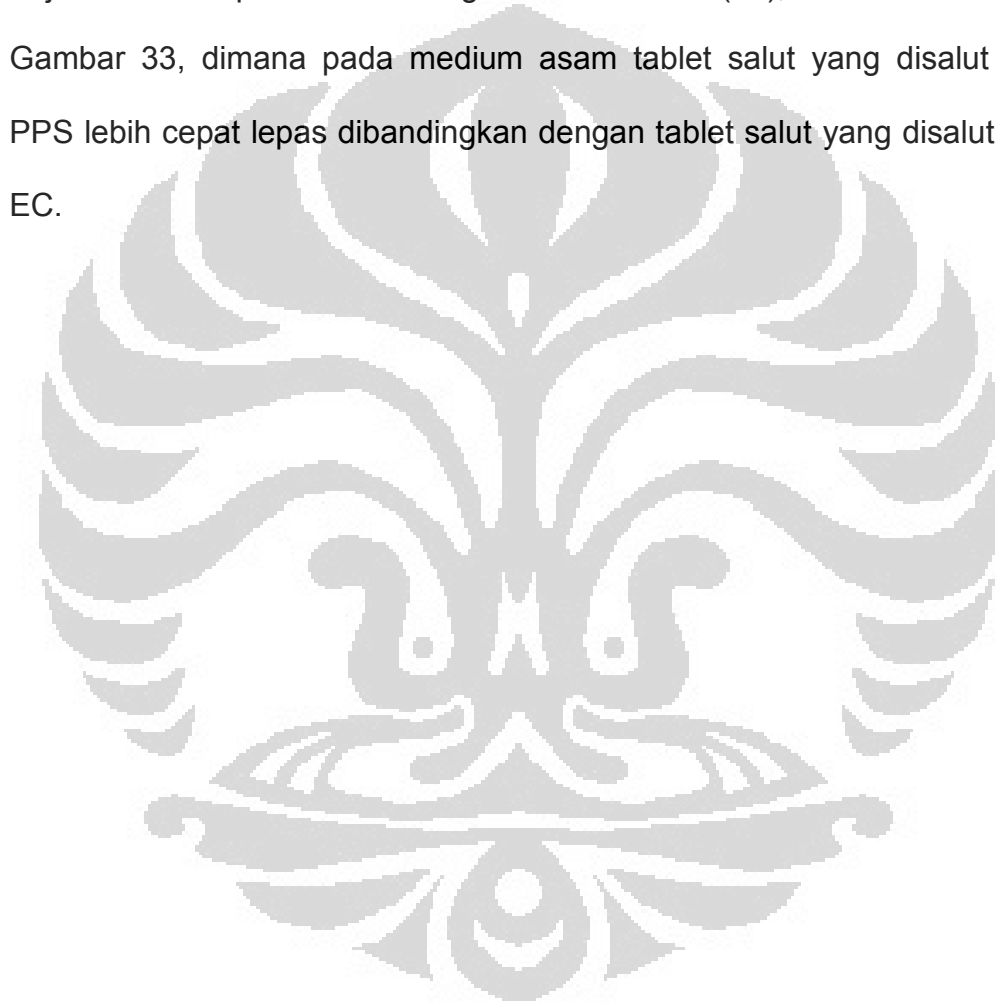 Gambar 33, dimana pada medium asam tablet salut yang disalut
PPS lebih cepat lepas dibandingkan dengan tablet salut yang disalut
EC.